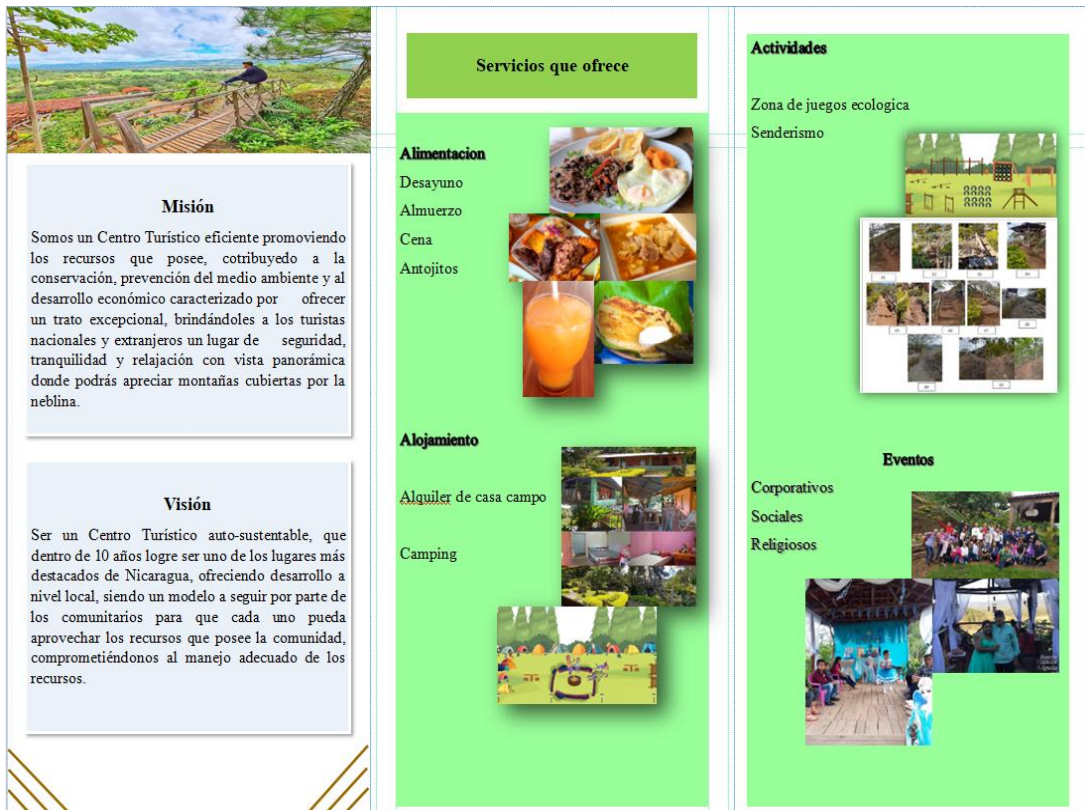 Misión
Somos un Centro Turístico eficiente promoviendo
los recursos que posee, cotribuyedo a la
conservación, prevención del medio ambiente y al
desarrollo económico caracterizado por ofrecer
un trato excepcional, brindándoles a los turistas
nacionales y extranjeros un lugar de seguridad,
tranquilidad y relajación con vista panorámica
donde podrás apreciar montañas cubiertas por la
neblina.
Visión
Ser un Centro Turístico auto-sustentable, que
dentro de 10 años logre ser uno de los lugares más
destacados de Nicaragua, ofreciendo desarrollo a
nivel local, siendo un modelo a seguir por parte de
los comunitarios para que cada uno pueda
aprovechar los recursos que posee la comunidad,
comprometiéndonos al manejo adecuado de los
recursos.
Servicios que ofrece
Alimentacion
Desayuno
Almuerzo
Cena
Antojitos
Alojamiento
Alquiler de casa campo
Camping
Actividades
Zona de juegos ecologica
Senderismo
Eventos
Corporativos
Sociales
Religiosos